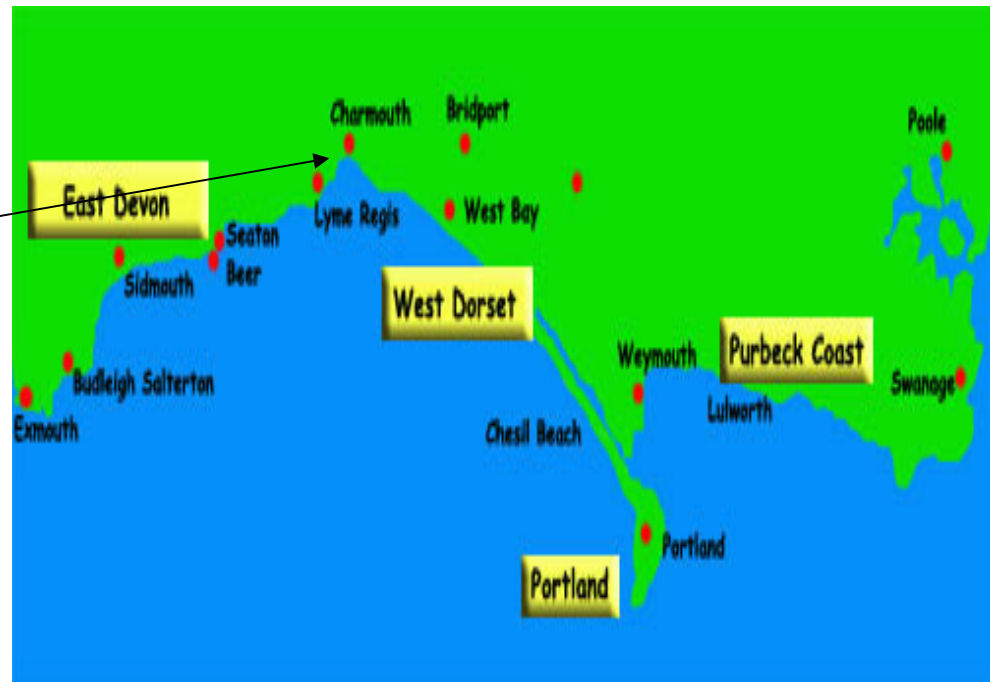 Charmouth
Bridport
Poole
East Devon
Lyme Regis
West Bay
Seaton
Beer
Sidmouth
West Dorset
Weymouth
Purbeck Coast
Budleigh Salterton
Swanage
Lulworth
Exmouth
Chesil Beach
Portland
Portland